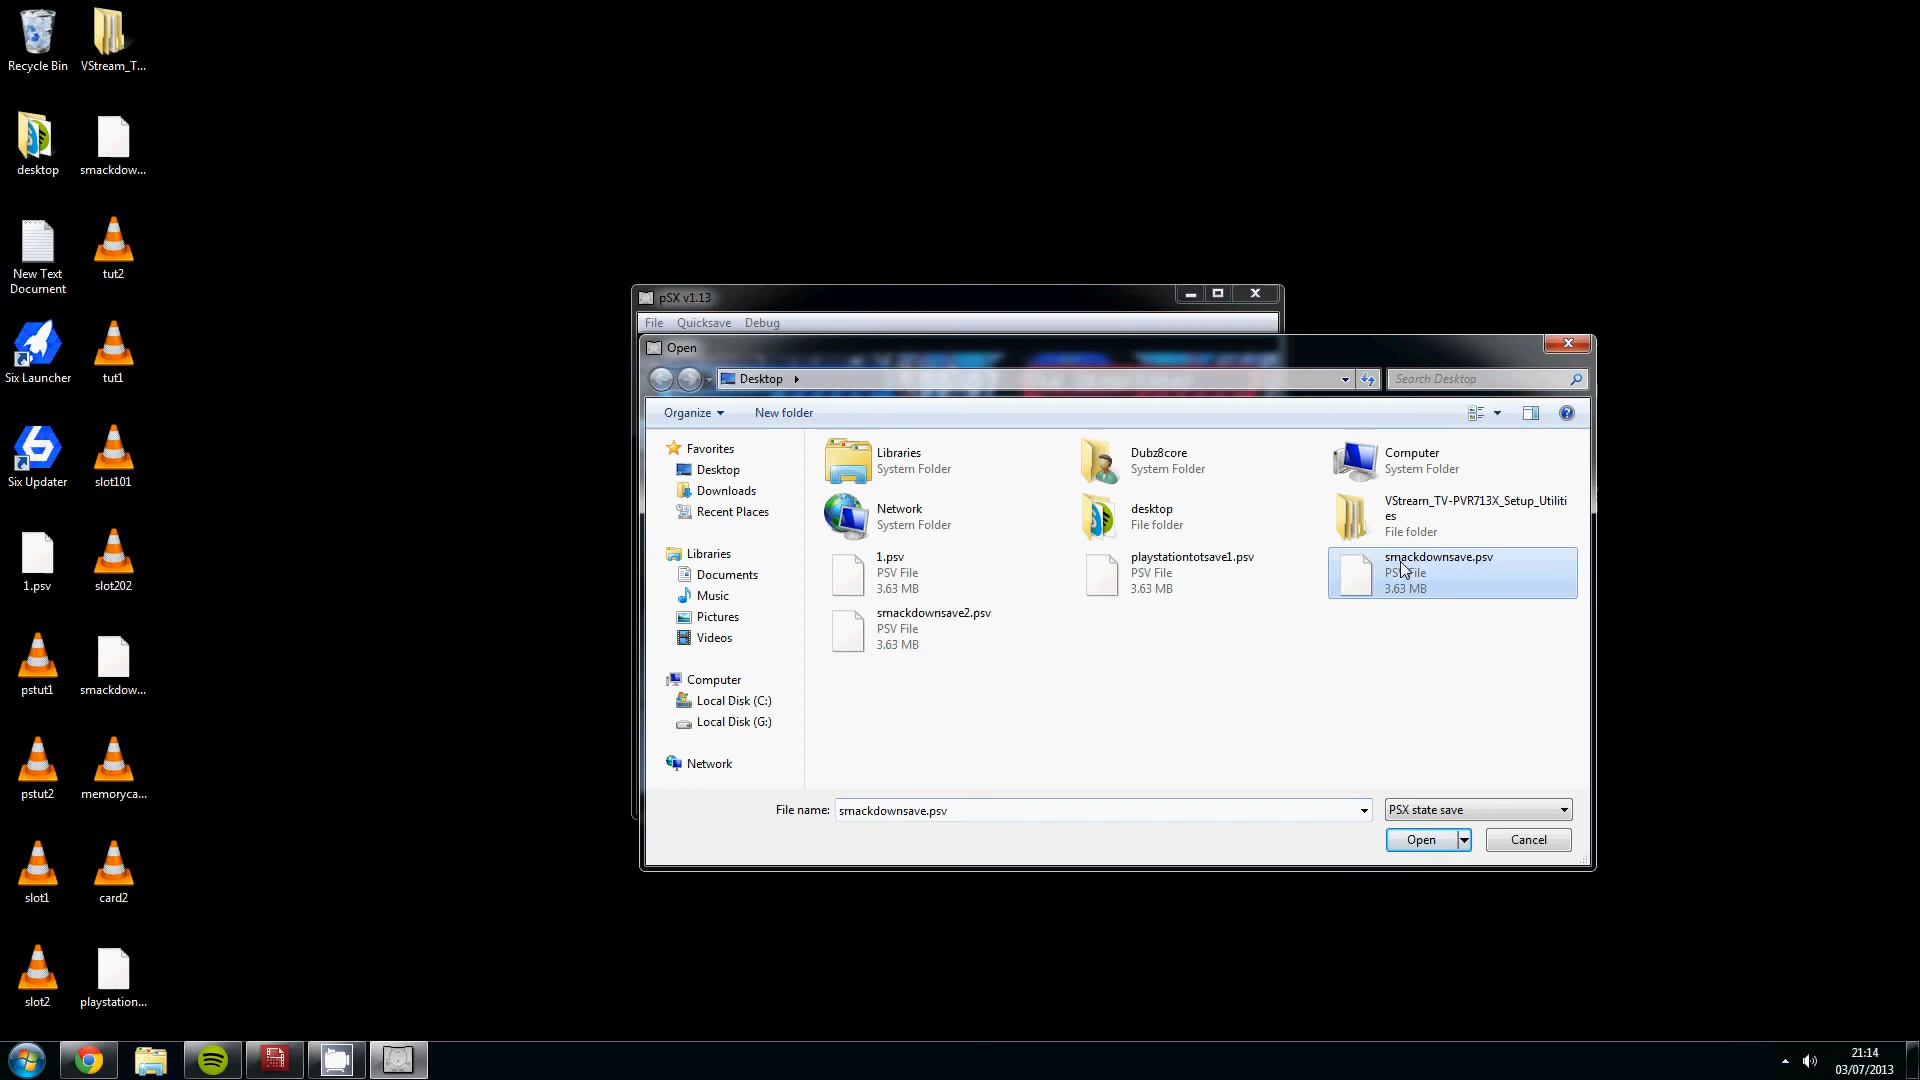 Recycle Bin
VStream_T...
desktop
smackdow...
New Text
Document
tut2
Six Launcher
tut1
Six Updater
slot101
1.psv
slot202
pstut1
smackdow...
pstut2
memoryca...
slot1
card2
slot2
playstation...
pSX v1.13
File Quicksave Debug
Open
Desktop
Search Desktop
Organize
New folder
Favorites
Desktop
Downloads
Recent Places
Libraries
Documents
Music
Pictures
Videos
Computer
Local Disk (C:)
Local Disk (G:)
Network
Libraries
System Folder
Dubz8core
System Folder
Computer
System Folder
Network
System Folder
desktop
File folder
VStream_TV-PVR713X_Setup_Utiliti
es
File folder
1.psv
PSV File
3.63 MB
playstationtotsave1.psv
PSV File
3.63 MB
smackdownsave.psv
PSV File
3.63 MB
smackdownsave2.psv
PSV File
3.63 MB
File name:
smackdownsave.psv
PSX state save
Open
Cancel
21:14
03/07/2013